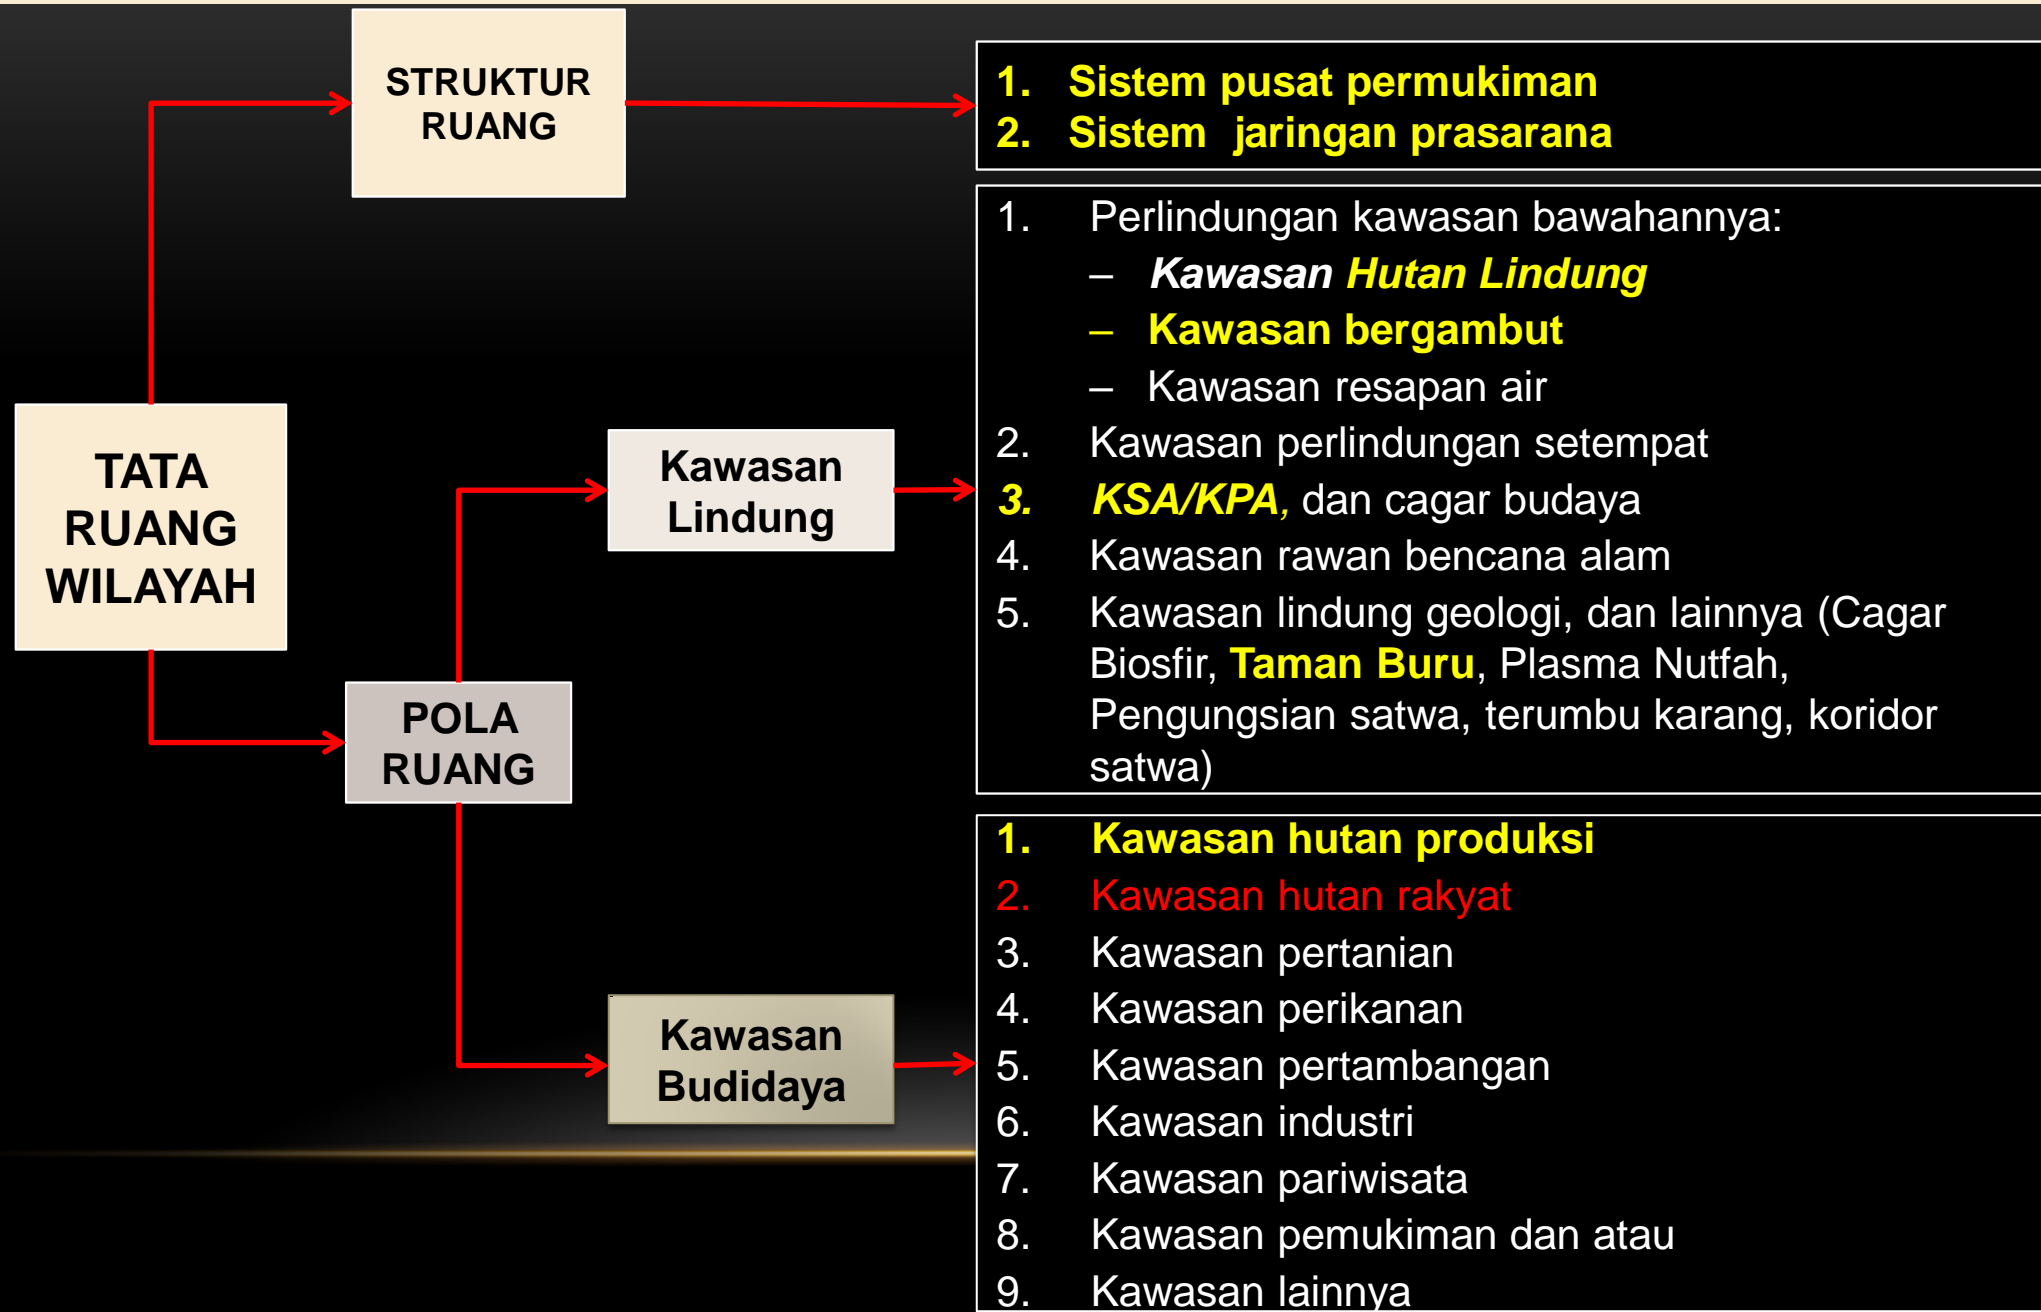 STRUKTUR
RUANG
1. Sistem pusat permukiman
2. Sistem jaringan prasarana
TATA
RUANG
WILAYAH
POLA
RUANG
Kawasan
Lindung
1. Perlindungan kawasan bawahannya:
– Kawasan Hutan Lindung
– Kawasan bergambut
– Kawasan resapan air
2. Kawasan perlindungan setempat
3. KSA/KPA, dan cagar budaya
4. Kawasan rawan bencana alam
5. Kawasan lindung geologi, dan lainnya (Cagar
Biosfir, Taman Buru, Plasma Nutfah,
Pengungsian satwa, terumbu karang, koridor
satwa)
Kawasan
Budidaya
1. Kawasan hutan produksi
2. Kawasan hutan rakyat
3. Kawasan pertanian
4. Kawasan perikanan
5. Kawasan pertambangan
6. Kawasan industri
7. Kawasan pariwisata
8. Kawasan pemukiman dan atau
9. Kawasan lainnya